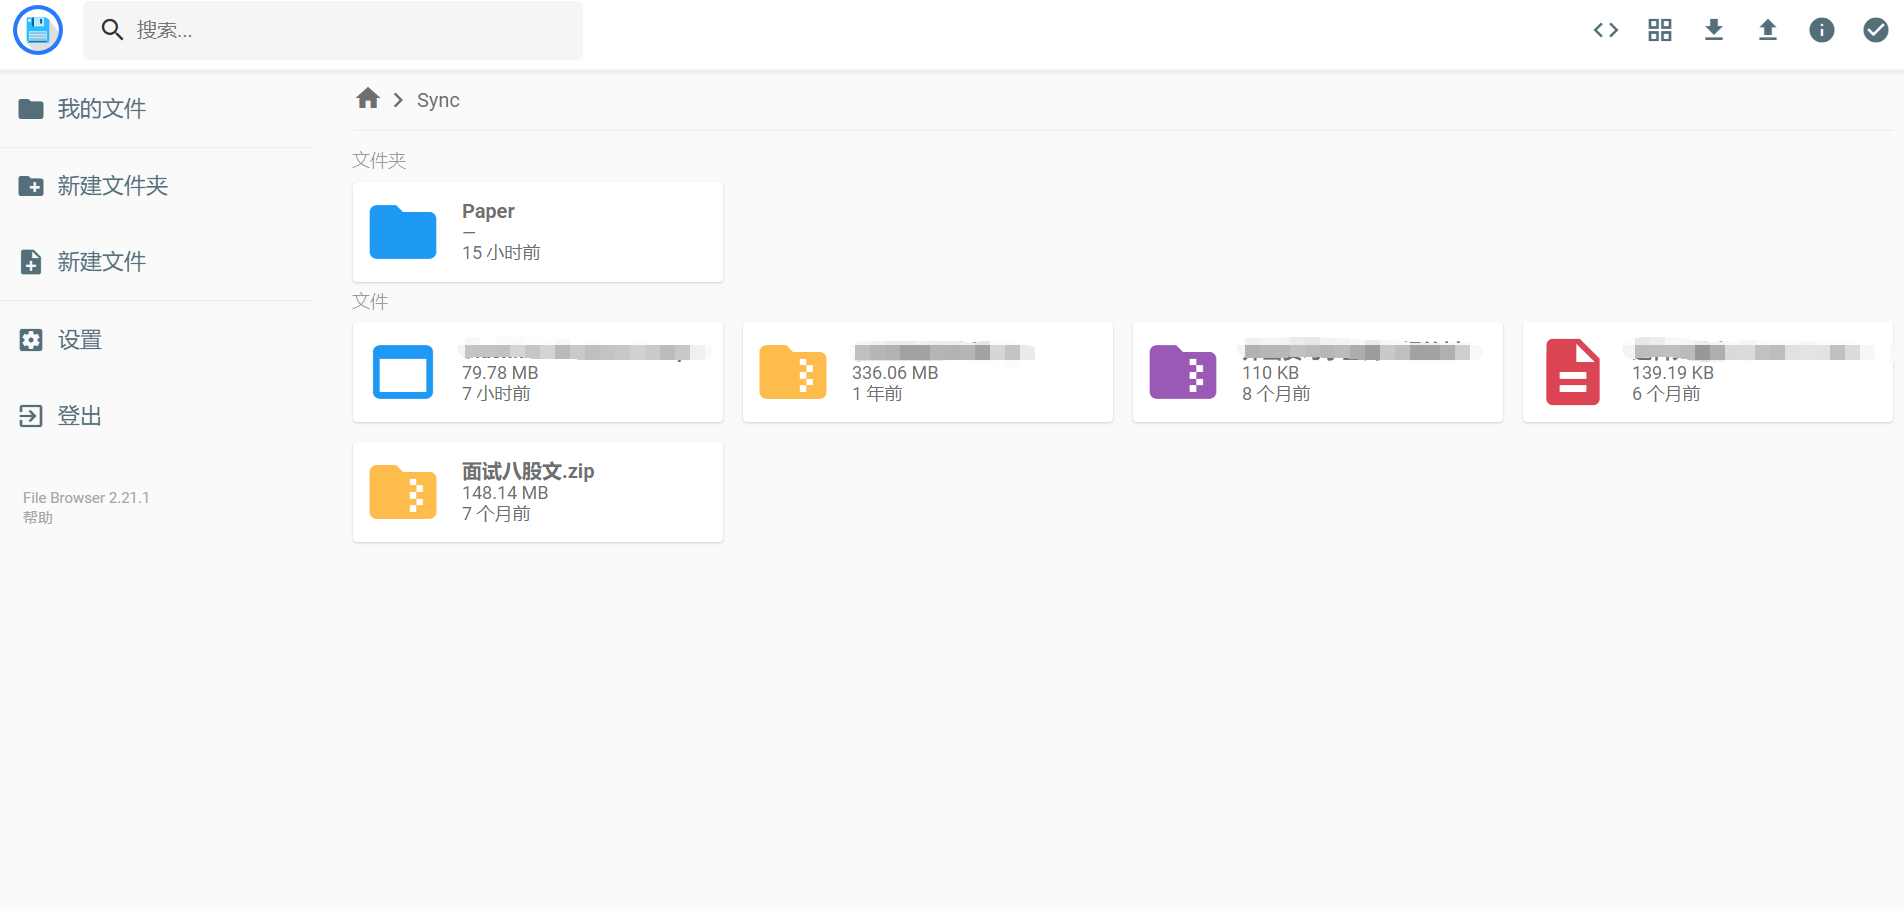 搜索...
我的文件
新建文件夹
新建文件
设置
登出
File Browser 2.21.1
帮助
Sync
文件夹
Paper
—
15 小时前
文件
79.78 MB
7 小时前
336.06 MB
1 年前
110 KB
8 个月前
139.19 KB
6 个月前
面试八股文.zip
148.14 MB
7 个月前